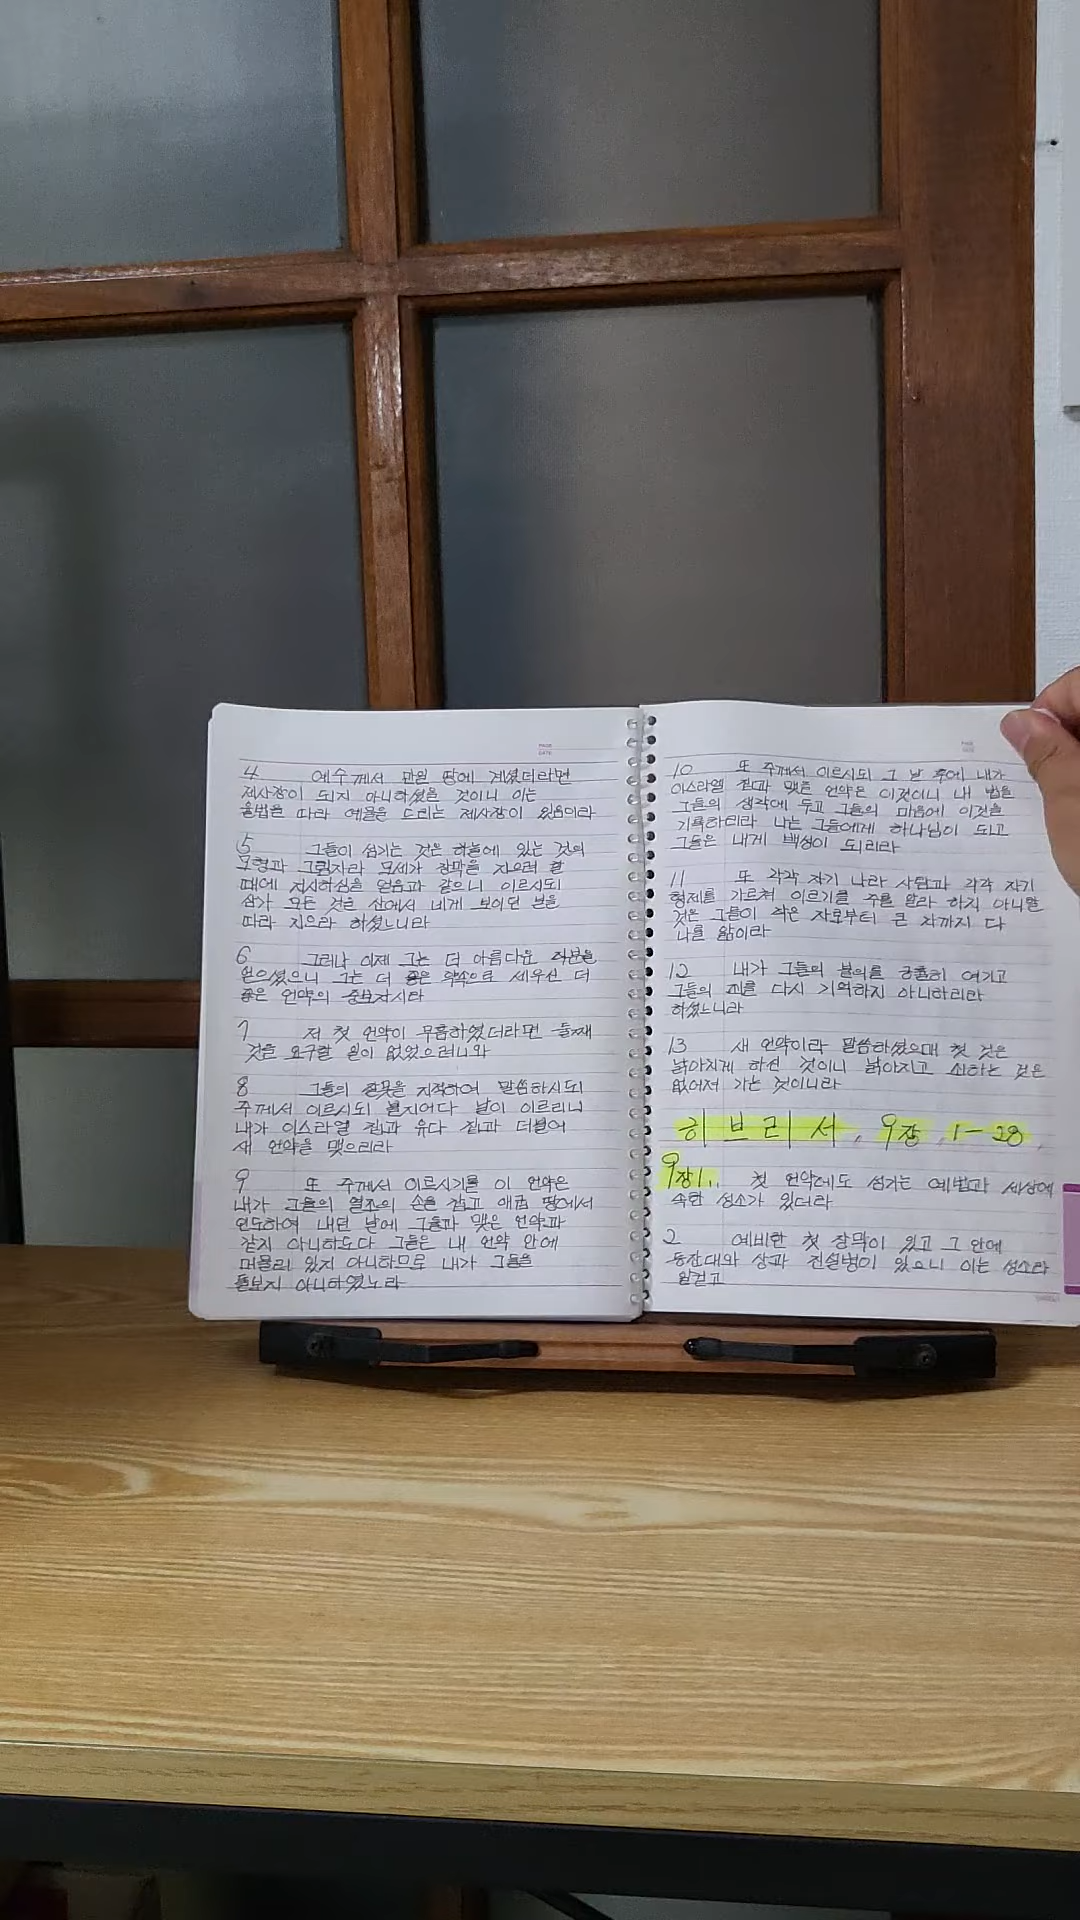 PAGE
DATE
4 예수께서 만일 땅에 계셨더라면
제사장이 되지 아니하셨을 것이니 이는
율법을 따라 예물을 드리는 제사장이 있음이라
5 그들이 섬기는 것은 하늘에 있는 것의
모형과 그림자라 모세가 장막을 지으려 할
때에 지시하심을 얻음과 같으니 이르시되
삼가 모든 것을 산에서 네게 보이던 본을
따라 지으라 하셨느니라
6 그러나 이제 그는 더 아름다운 직분을
얻으셨으니 그는 더 좋은 약속으로 세우신 더
좋은 언약의 중보자시라
7 저 첫 언약이 무흠하였더라면 둘째
것을 요구할 일이 없었으려니와
8 그들의 잘못을 지적하여 말씀하시되
주께서 이르시되 볼지어다 날이 이르리니
내가 이스라엘 집과 유다 집과 더불어
새 언약을 맺으리라
9 또 주께서 이르시기를 이 언약은
내가 그들의 열조의 손을 잡고 애굽 땅에서
인도하여 내던 날에 그들과 맺은 언약과
같지 아니하도다 그들은 내 언약 안에
머물러 있지 아니하므로 내가 그들을
돌보지 아니하였노라
PAGE
DATE
10 또 주께서 이르시되 그 날 후에 내가
이스라엘 집과 맺은 언약은 이것이니 내 법을
그들의 생각에 두고 그들의 마음에 이것을
기록하리라 나는 그들에게 하나님이 되고
그들은 내게 백성이 되리라
11 또 각각 자기 나라 사람과 각각 자기
형제를 가르쳐 이르기를 주를 알라 하지 아니할
것은 그들이 작은 자로부터 큰 자까지 다
나를 앎이라
12 내가 그들의 불의를 긍휼히 여기고
그들의 죄를 다시 기억하지 아니하리라
하셨느니라
13 새 언약이라 말씀하셨으매 첫 것은
낡아지게 하신 것이니 낡아지고 쇠하는 것은
없어져 가는 것이니라
히브리서, 9장, 1-28,
9장1, 첫 언약에도 섬기는 예법과 세상에
속한 성소가 있더라
2 예비한 첫 장막이 있고 그 안에
등잔대와 상과 진설병이 있으니 이는 성소라
일컫고